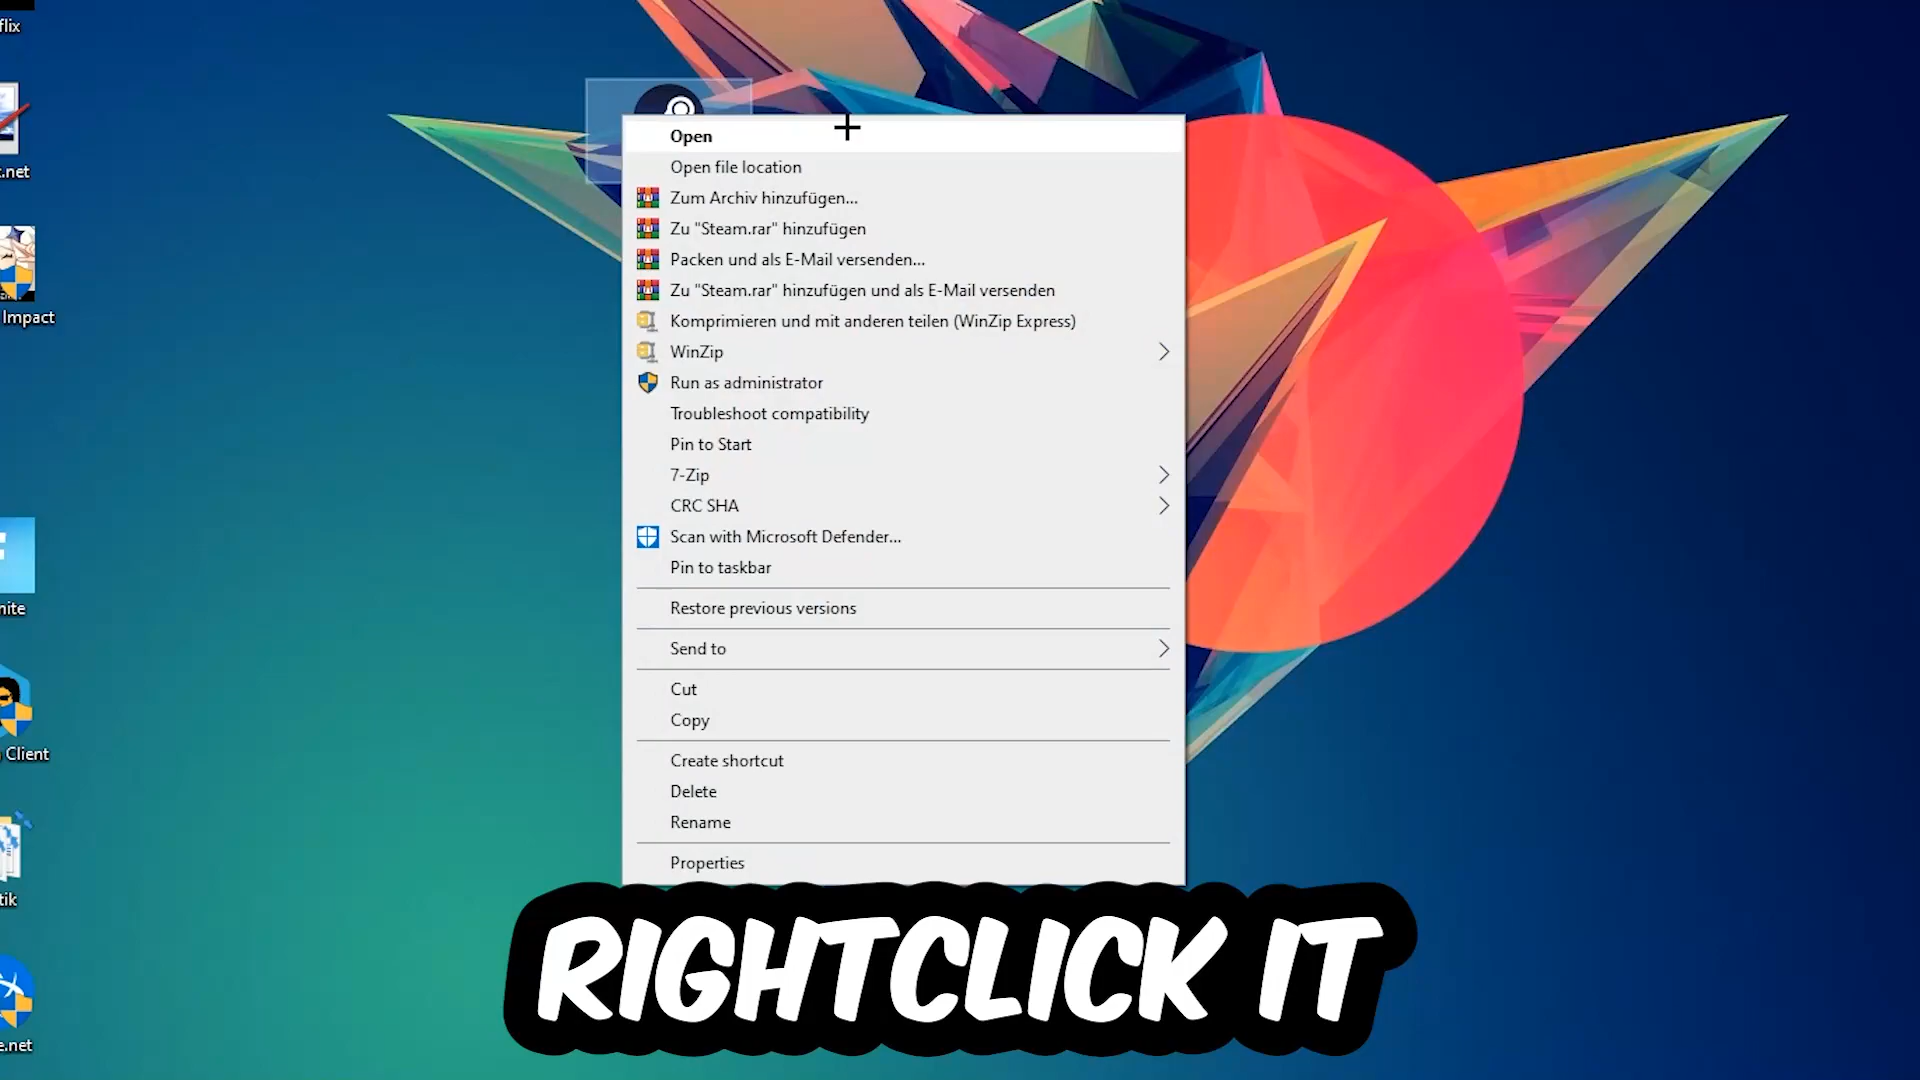 flix
t.net
Impact
nite
Client
tik
e.net
Open
Open file location
Zum Archiv hinzufügen...
Zu "Steam.rar" hinzufügen
Packen und als E-Mail versenden...
Zu "Steam.rar" hinzufügen und als E-Mail versenden
Komprimieren und mit anderen teilen (WinZip Express)
WinZip
Run as administrator
Troubleshoot compatibility
Pin to Start
7-Zip
CRC SHA
Scan with Microsoft Defender...
Pin to taskbar
Restore previous versions
Send to
Cut
Copy
Create shortcut
Delete
Rename
Properties
RIGHTCLICK IT